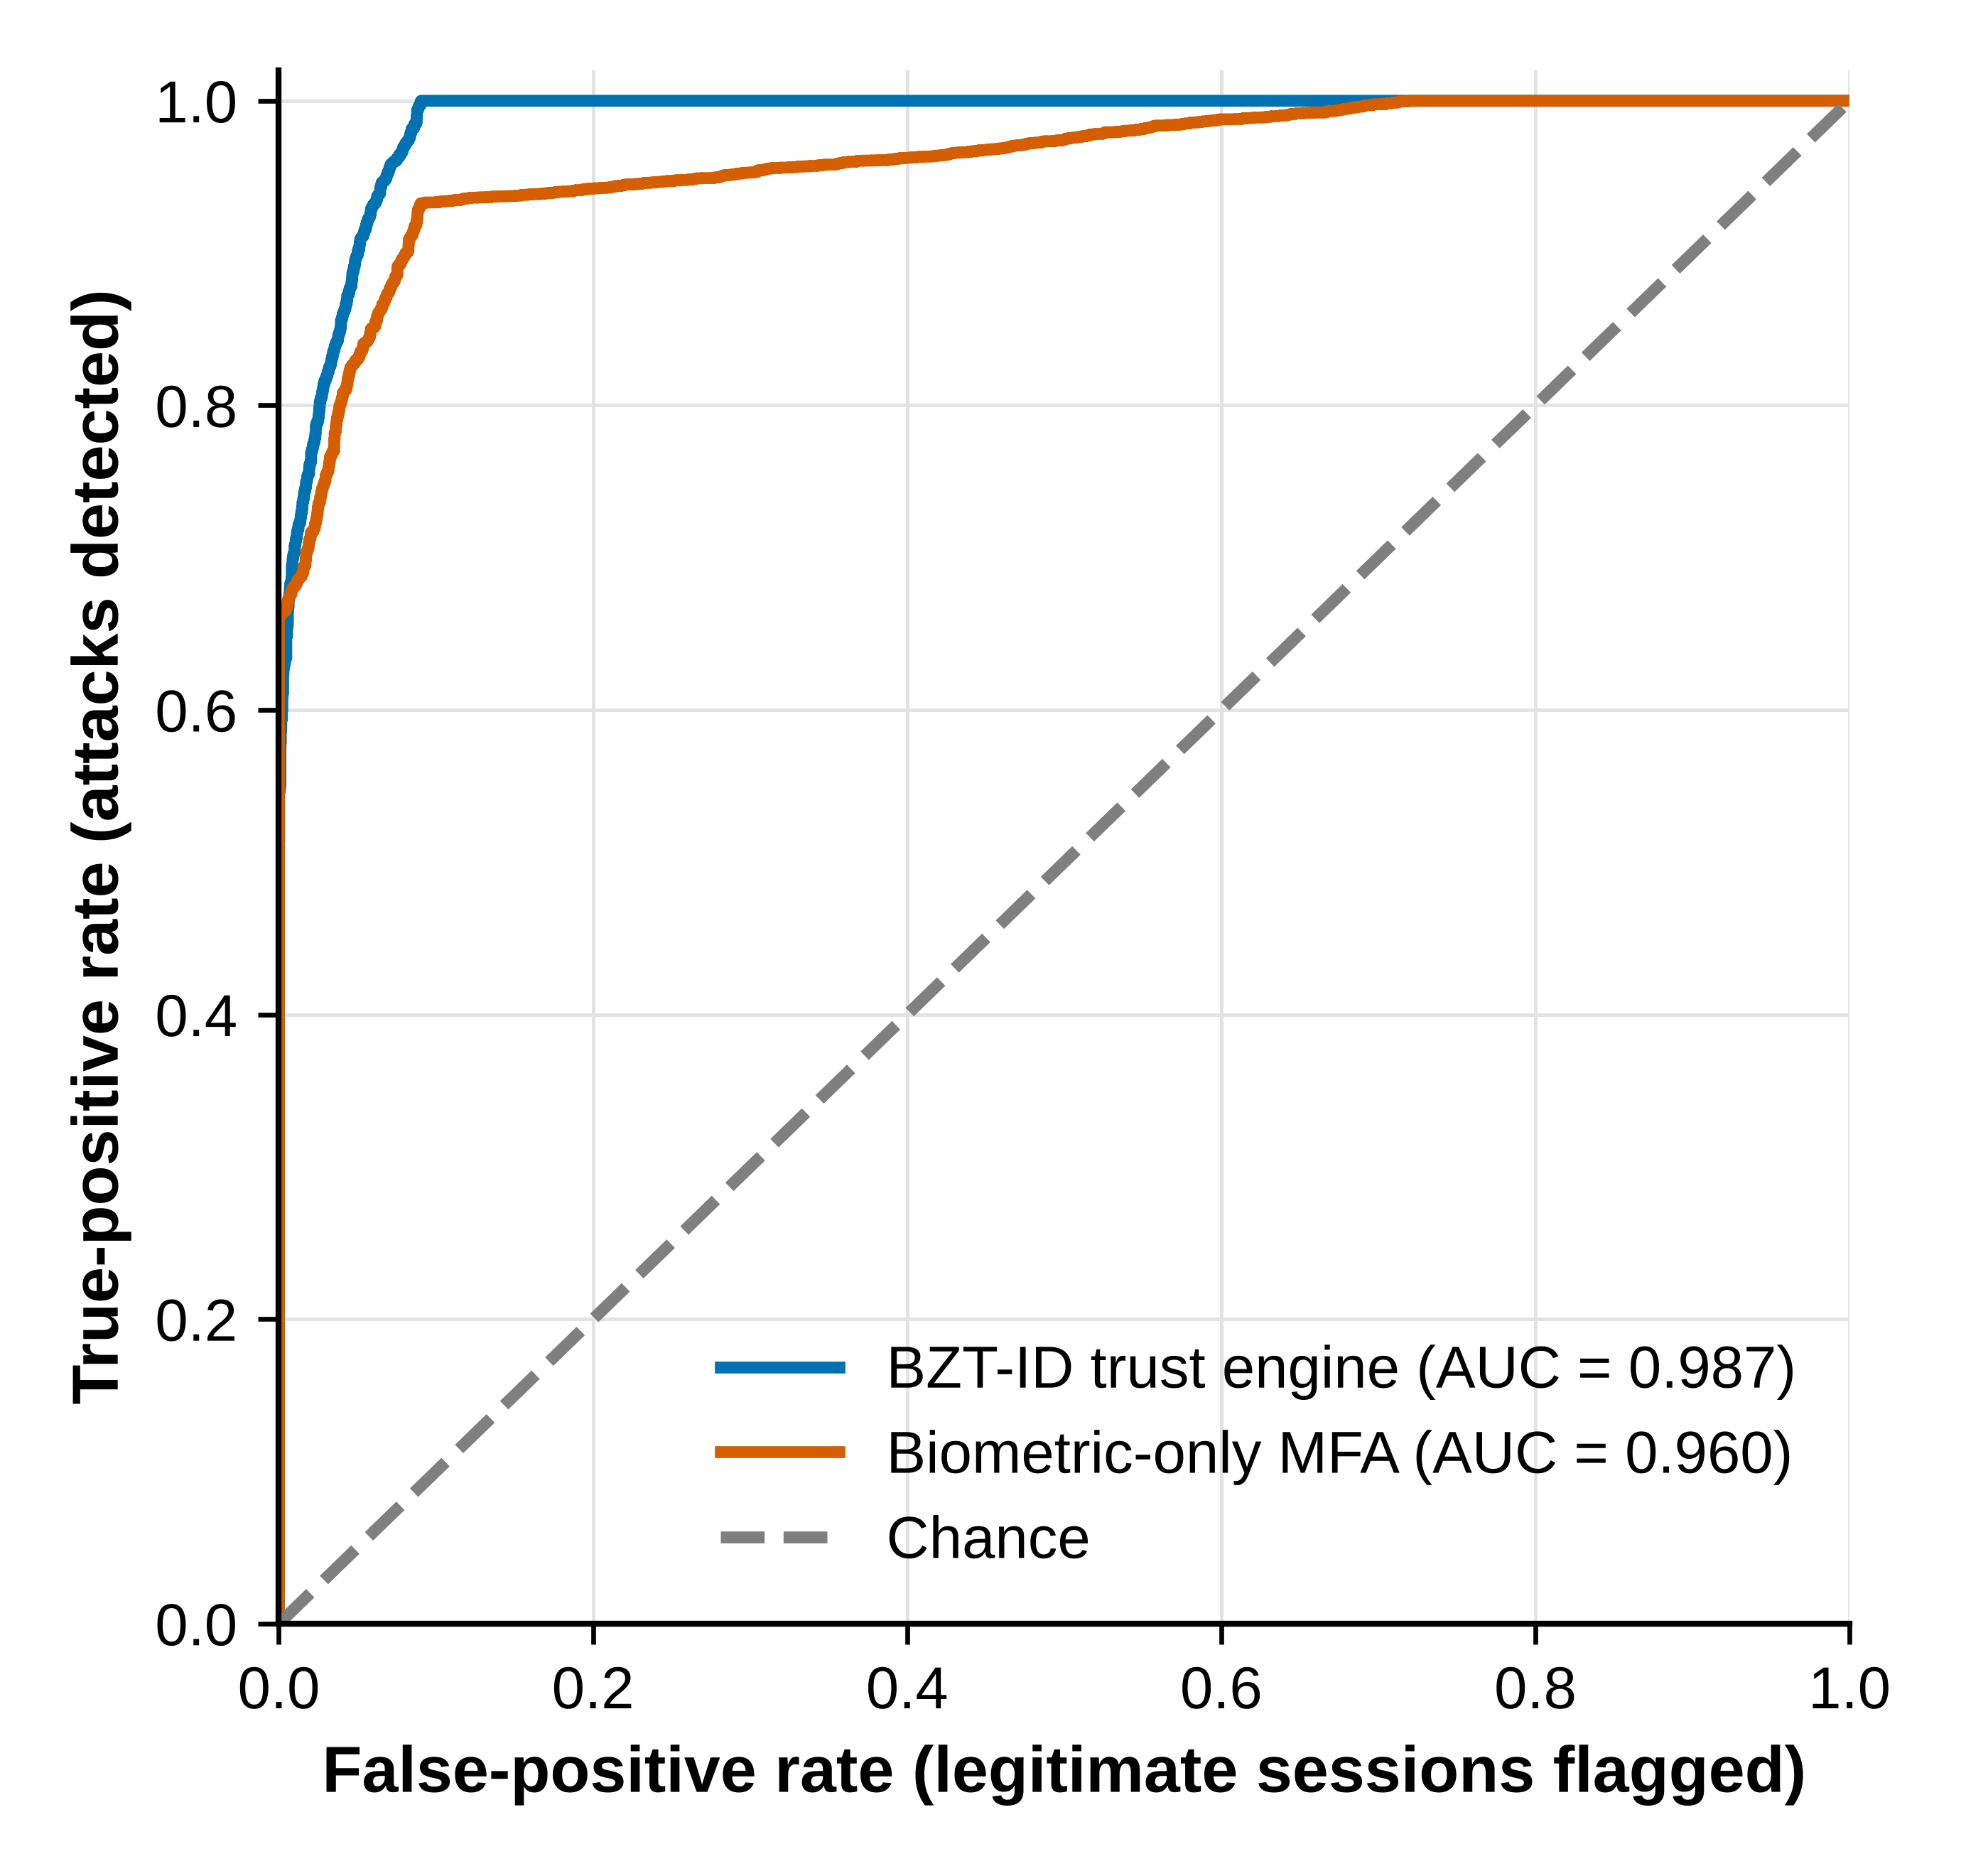 True-positive rate (attacks detected)
1.0
0.8
0.6
0.4
0.2
0.0
BZT-ID trust engine (AUC = 0.987)
Biometric-only MFA (AUC = 0.960)
Chance
0.0 0.2 0.4 0.6 0.8 1.0
False-positive rate (legitimate sessions flagged)